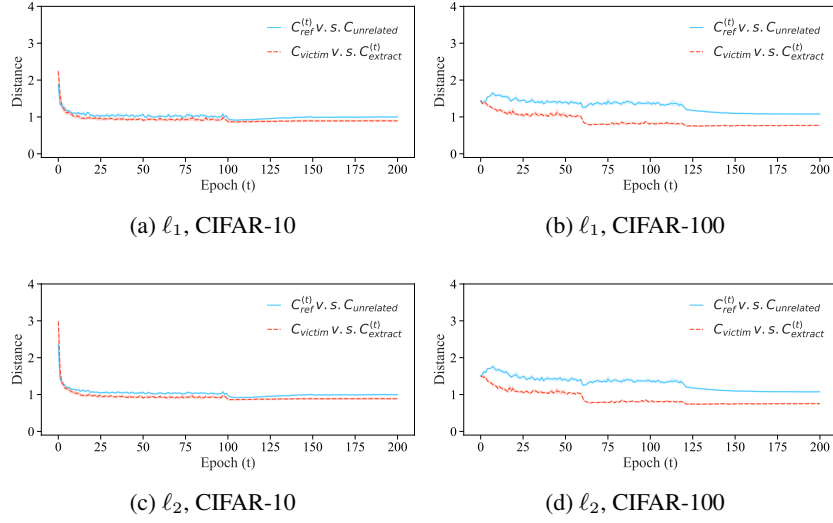 4
3
2
1
0
Distance
C_ref^(t) v.s. C_unrelated
C_victim v.s. C_extract^(t)
0 25 50 75 100 125 150 175 200
Epoch (t)
(a) ℓ₁, CIFAR-10
4
3
2
1
0
Distance
C_ref^(t) v.s. C_unrelated
C_victim v.s. C_extract^(t)
0 25 50 75 100 125 150 175 200
Epoch (t)
(b) ℓ₁, CIFAR-100
4
3
2
1
0
Distance
C_ref^(t) v.s. C_unrelated
C_victim v.s. C_extract^(t)
0 25 50 75 100 125 150 175 200
Epoch (t)
(c) ℓ₂, CIFAR-10
4
3
2
1
0
Distance
C_ref^(t) v.s. C_unrelated
C_victim v.s. C_extract^(t)
0 25 50 75 100 125 150 175 200
Epoch (t)
(d) ℓ₂, CIFAR-100